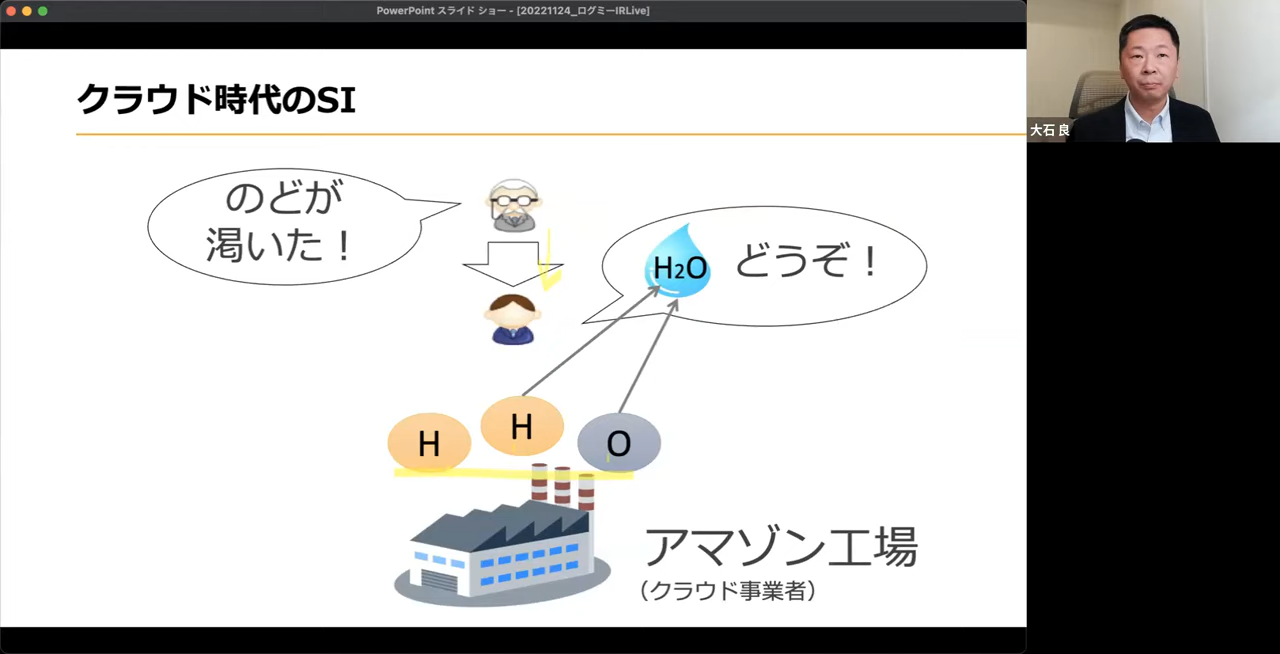 PowerPoint スライド ショー - [20221124_ログミーIRLive]
クラウド時代のSI
のどが
渇いた！
H₂O どうぞ！
H
H
O
アマゾン工場
（クラウド事業者）
大石 良